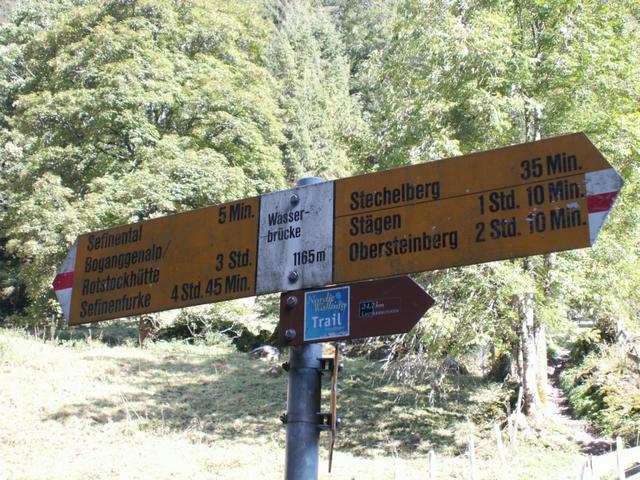 Sefinental 5 Min.
Boganggenalp/
Rotstockhütte 3 Std.
Sefinenfurke 4 Std. 45 Min.
Wasser-
brücke
1165m
Stechelberg 35 Min.
Stägen 1 Std. 10 Min.
Obersteinberg 2 Std. 10 Min.
Nordic
Walking
Trail